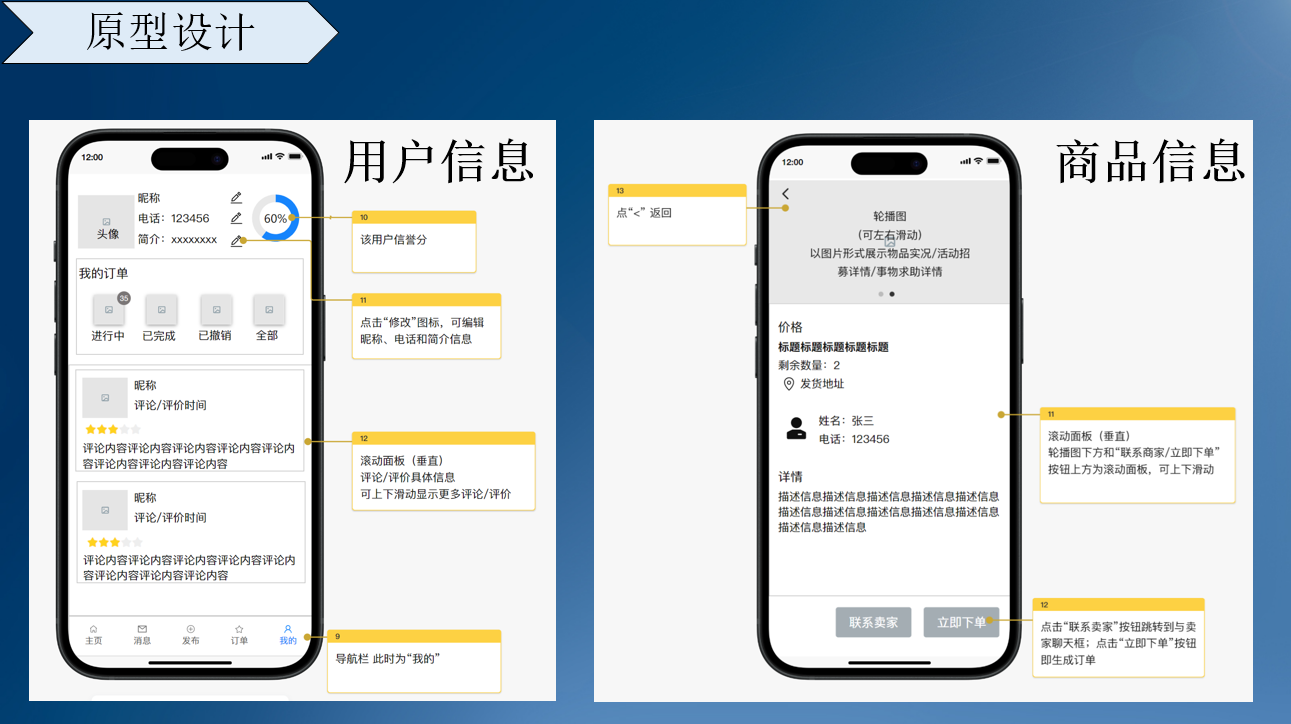 原型设计
用户信息
12:00
头像
昵称
电话：123456
简介：xxxxxxxx
60%
我的订单
35
进行中
已完成
已撤销
全部
昵称
评论/评价时间
评论内容评论内容评论内容评论内容评论内
容评论内容评论内容评论内容
昵称
评论/评价时间
评论内容评论内容评论内容评论内容评论内
容评论内容评论内容评论内容
主页
消息
发布
订单
我的
10
该用户信誉分
11
点击“修改”图标，可编辑
昵称、电话和简介信息
12
滚动面板（垂直）
评论/评价具体信息
可上下滑动显示更多评论/评价
9
导航栏 此时为“我的”
商品信息
13
点“<” 返回
12:00
轮播图
(可左右滑动)
以图片形式展示物品实况/活动招
募详情/事物求助详情
价格
标题标题标题标题标题
剩余数量：2
发货地址
姓名：张三
电话：123456
详情
描述信息描述信息描述信息描述信息描述信息
描述信息描述信息描述信息描述信息描述信息
描述信息描述信息
联系卖家
立即下单
11
滚动面板（垂直）
轮播图下方和“联系商家/立即下单”
按钮上方为滚动面板，可上下滑动
12
点击“联系卖家”按钮跳转到与卖
家聊天框；点击“立即下单”按钮
即生成订单